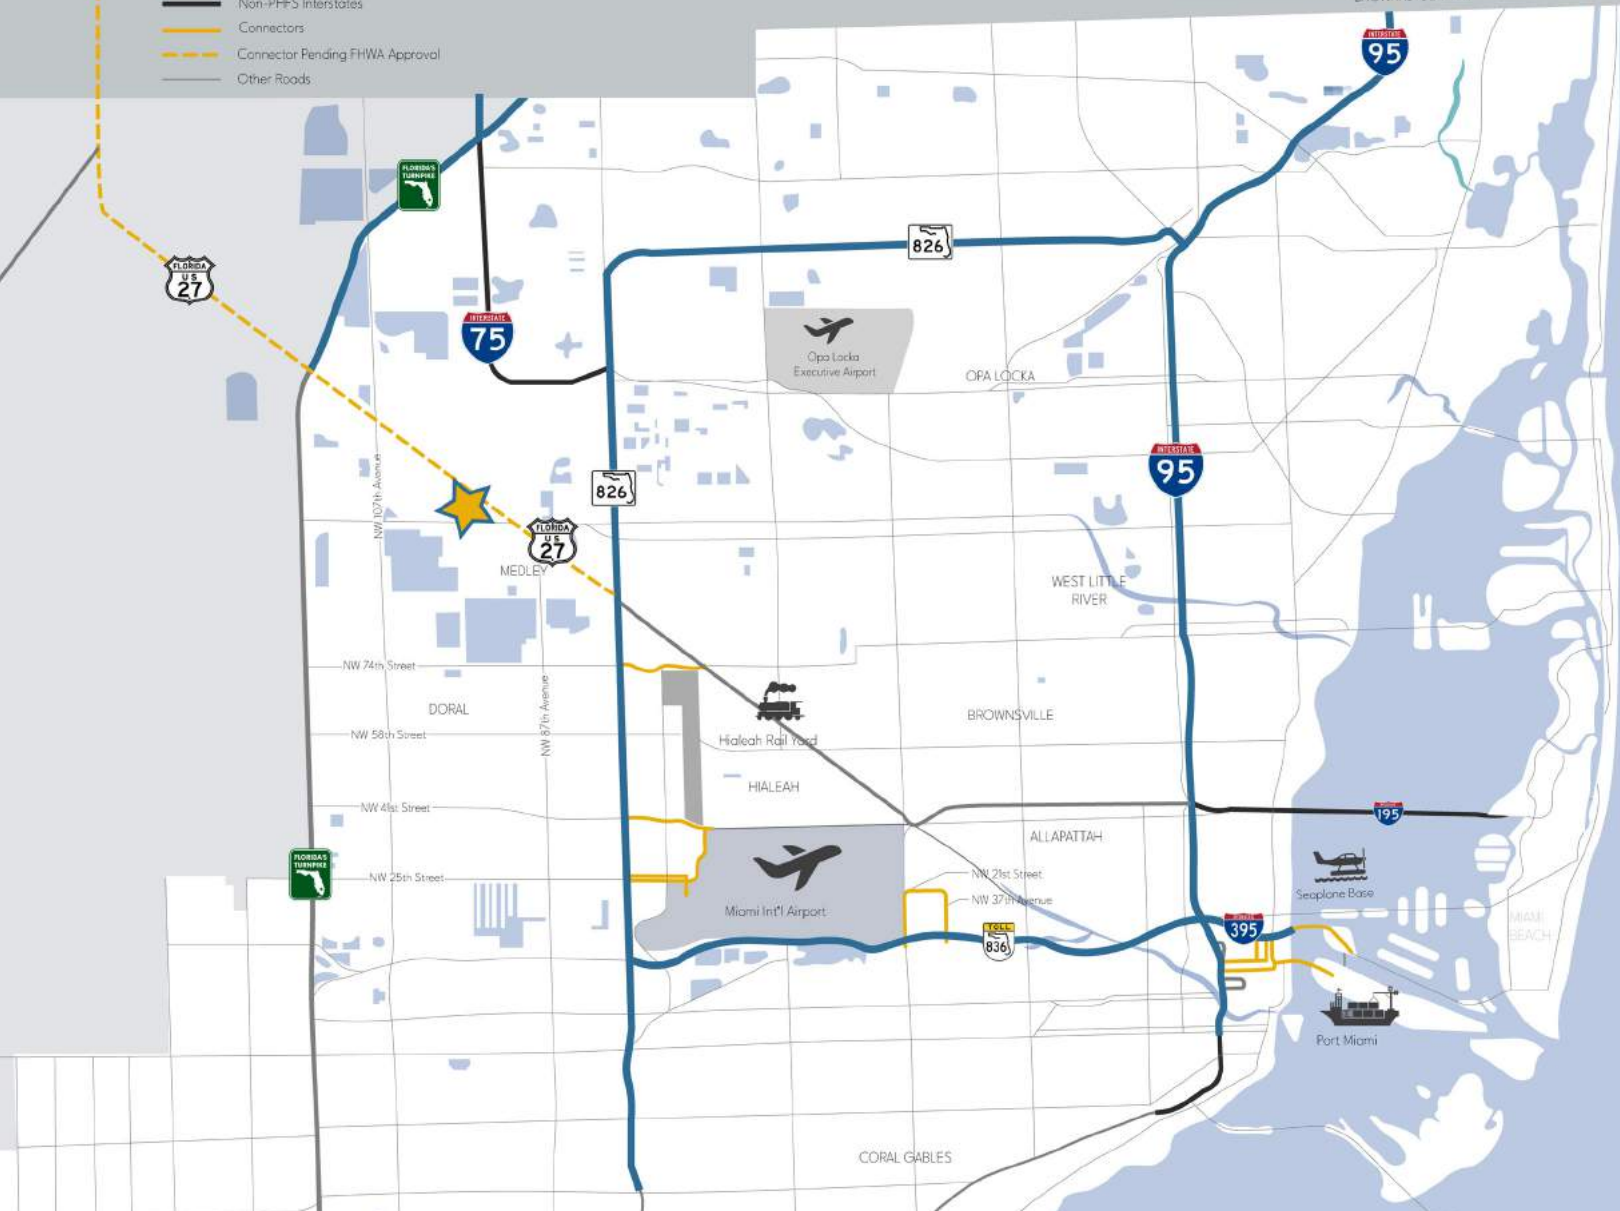 Non-PHFS Interstates
Connectors
Connector Pending FHWA Approval
Other Roads
INTERSTATE
95
FLORIDA'S
TURNPIKE
826
FLORIDA
US
27
INTERSTATE
75
Opa Locka
Executive Airport
OPA LOCKA
INTERSTATE
95
NW 107th Avenue
826
FLORIDA
US
27
MEDLEY
WEST LITTLE
RIVER
NW 74th Street
NW 87th Avenue
DORAL
BROWNSVILLE
NW 58th Street
Hialeah Rail Yard
HIALEAH
NW 41st Street
195
ALLAPATTAH
FLORIDA'S
TURNPIKE
NW 25th Street
NW 21st Street
Seaplane Base
NW 37th Avenue
Miami Int'l Airport
MIAMI
BEACH
TOLL
836
395
Port Miami
CORAL GABLES